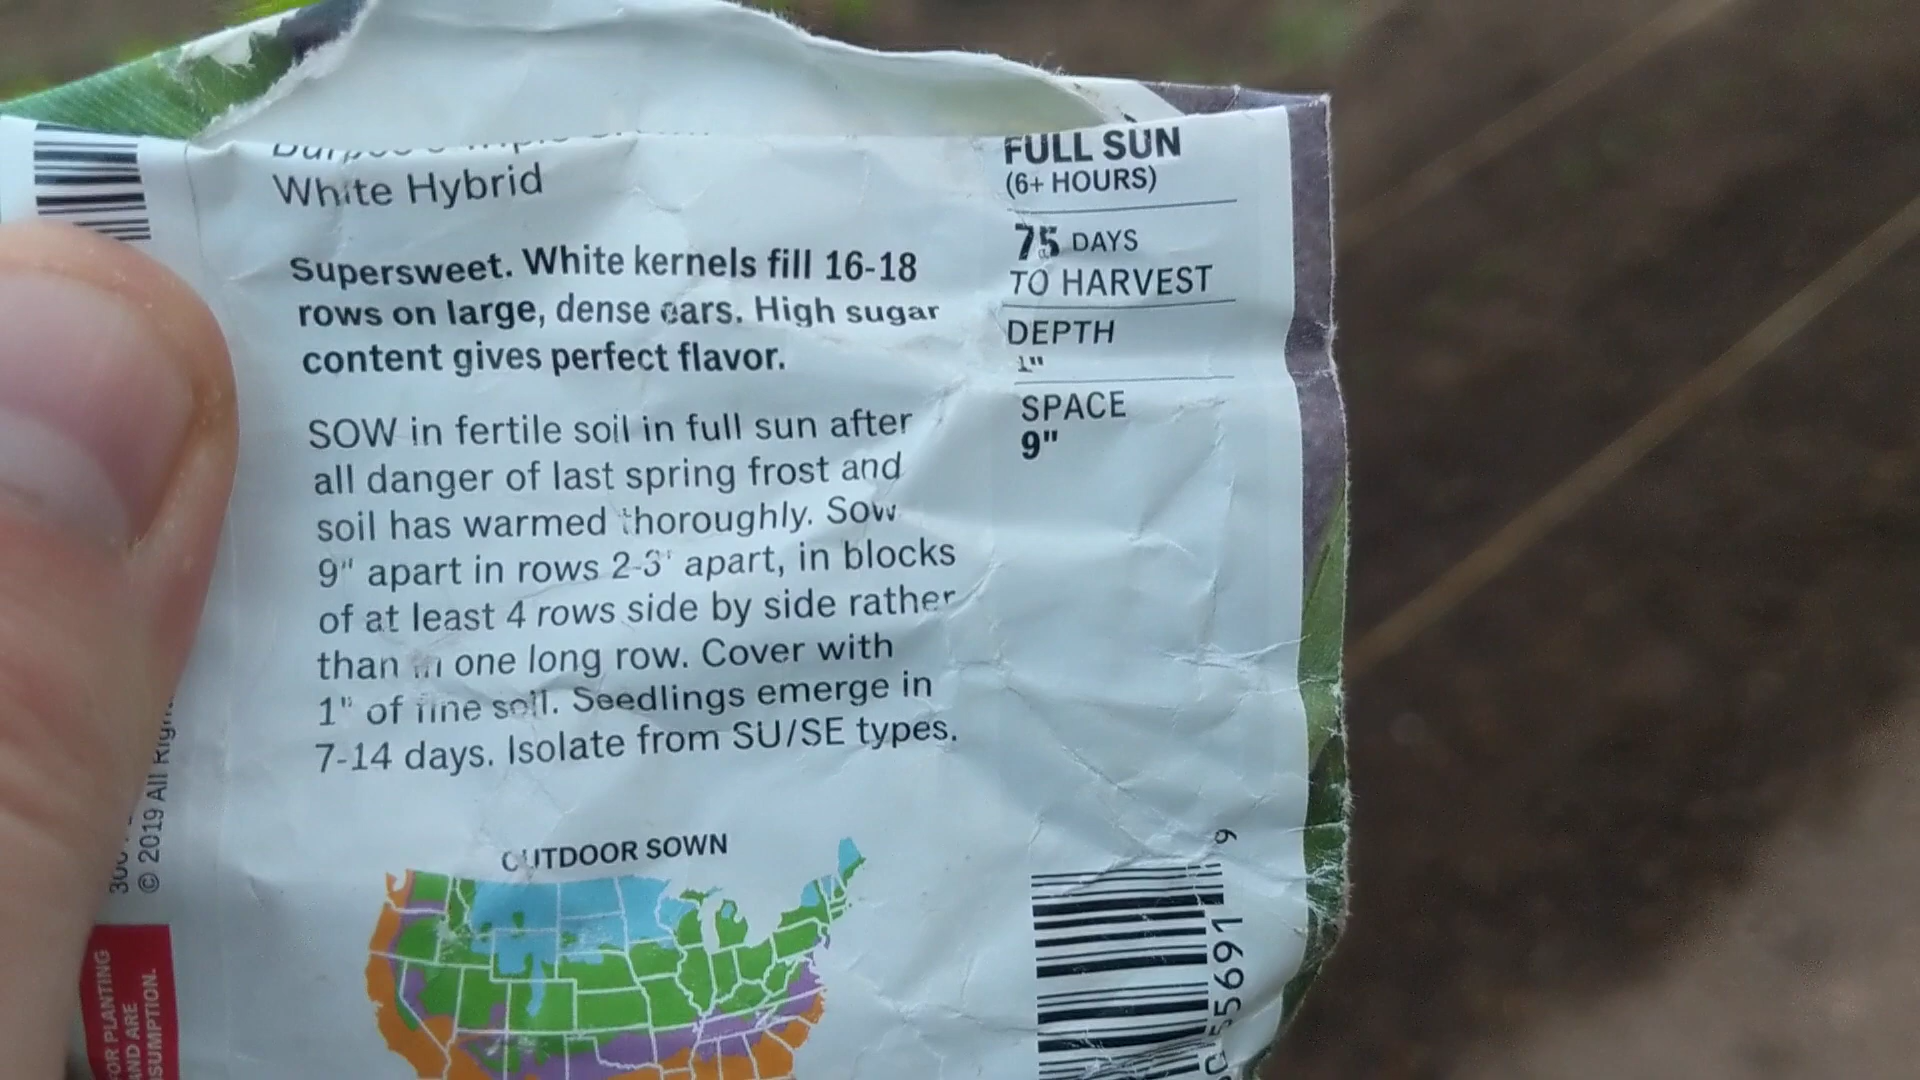 White Hybrid
Supersweet. White kernels fill 16-18
rows on large, dense ears. High sugar
content gives perfect flavor.
SOW in fertile soil in full sun after
all danger of last spring frost and
soil has warmed thoroughly. Sow
9" apart in rows 2-3' apart, in blocks
of at least 4 rows side by side rather
than in one long row. Cover with
1" of fine soil. Seedlings emerge in
7-14 days. Isolate from SU/SE types.
OUTDOOR SOWN
FULL SUN
(6+ HOURS)
75 DAYS
TO HARVEST
DEPTH
1"
SPACE
9"
© 2019 All
PLANTING
AND ARE
55691 9